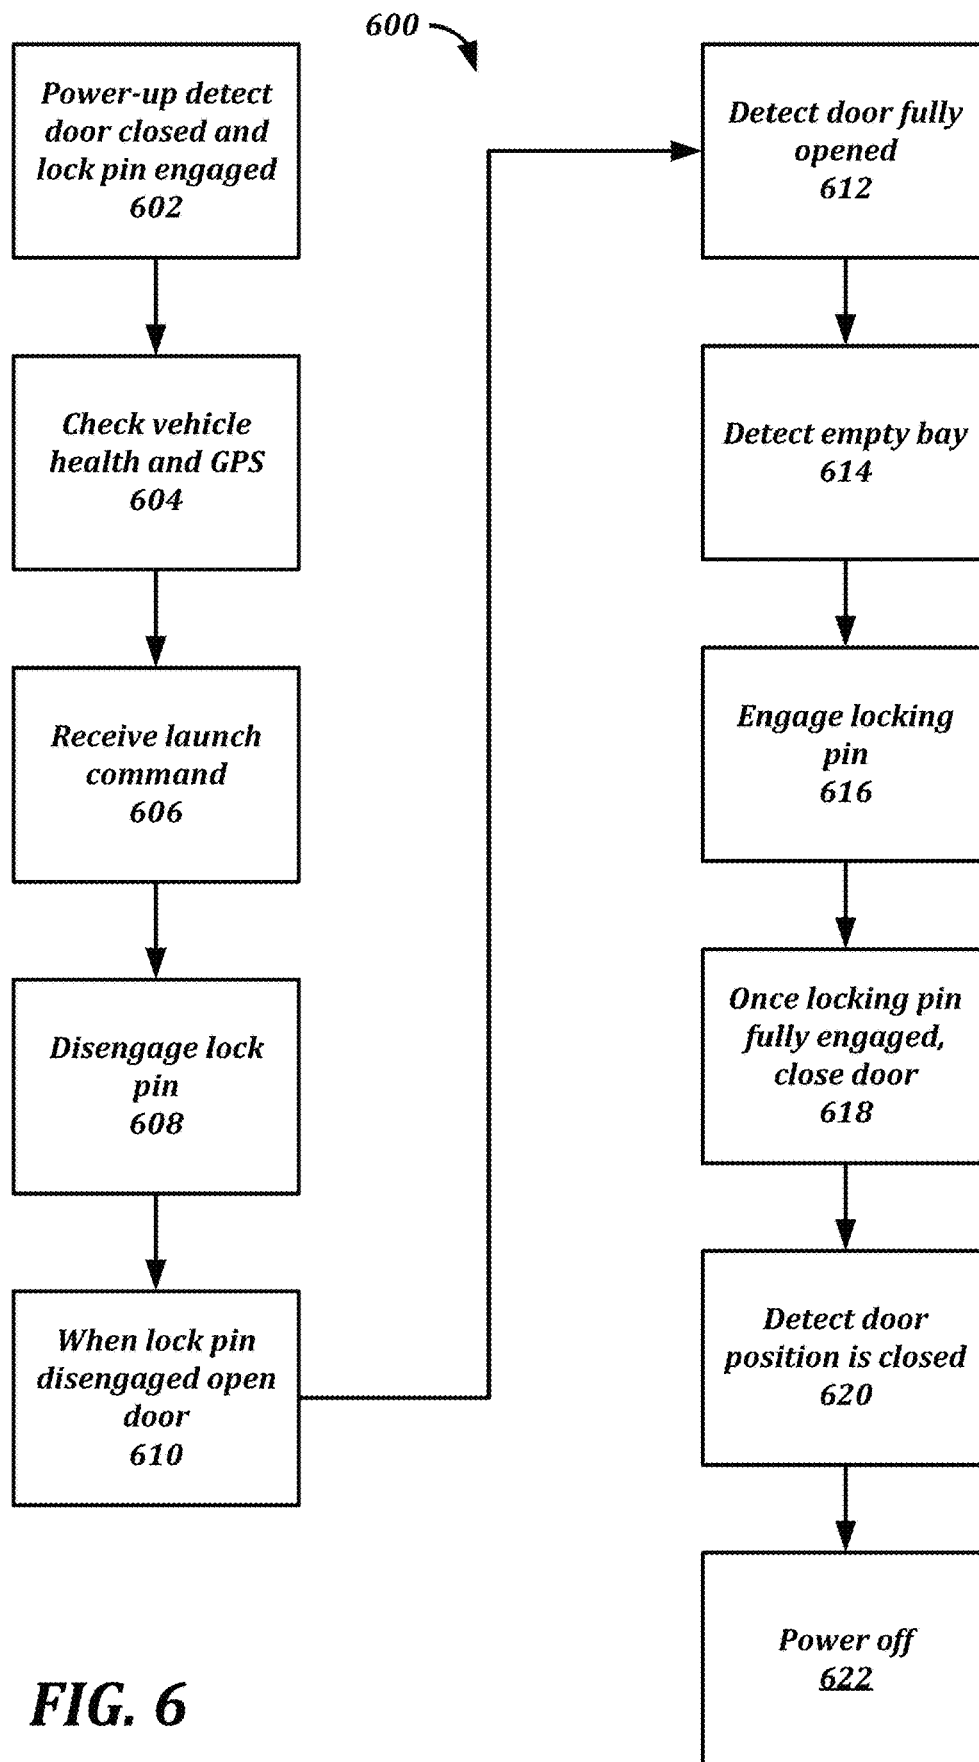 600
Power-up detect
door closed and
lock pin engaged
602
Check vehicle
health and GPS
604
Receive launch
command
606
Disengage lock
pin
608
When lock pin
disengaged open
door
610
Detect door fully
opened
612
Detect empty bay
614
Engage locking
pin
616
Once locking pin
fully engaged,
close door
618
Detect door
position is closed
620
Power off
622
FIG. 6